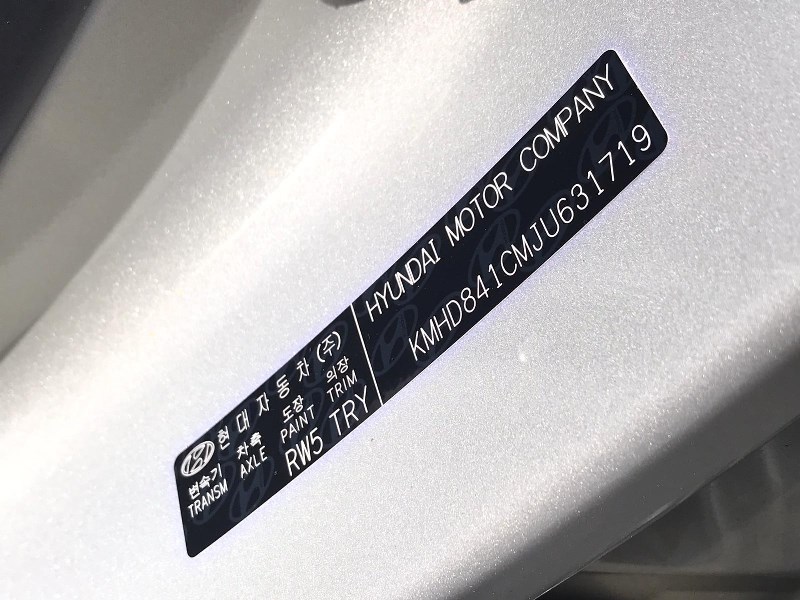 현대자동차(주)
변속기 차축 도장 의장
TRANSM AXLE PAINT TRIM
RW5 TRY
HYUNDAI MOTOR COMPANY
KMHD841CMJU631719